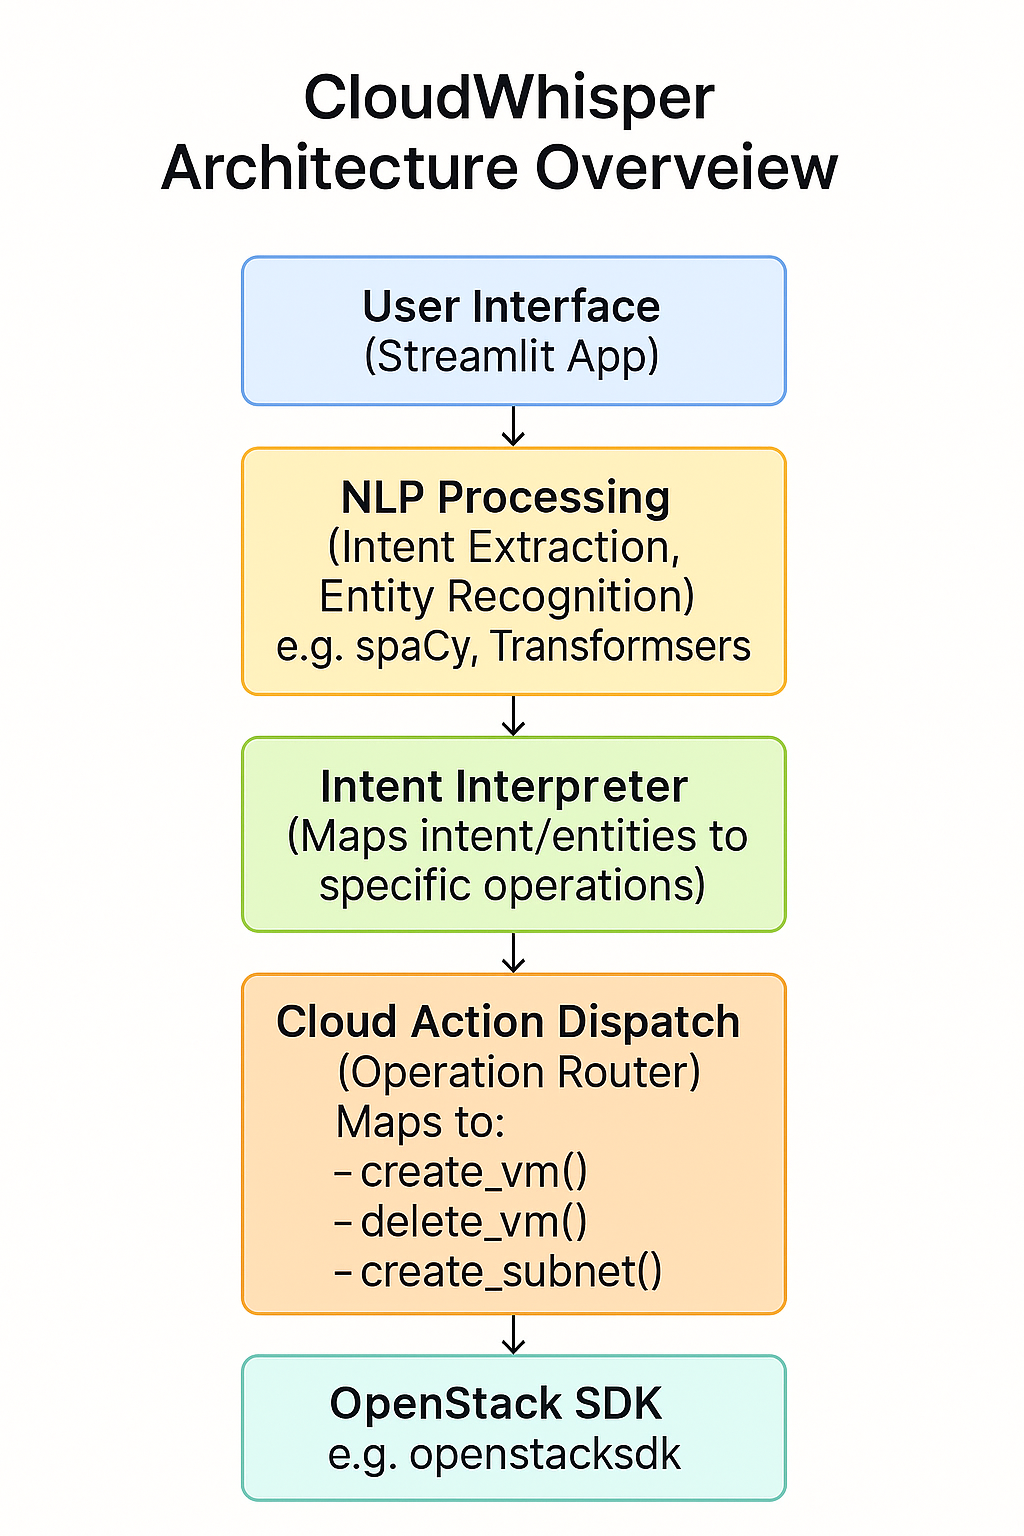 CloudWhisper
Architecture Overveiew
User Interface
(Streamlit App)
NLP Processing
(Intent Extraction,
Entity Recognition)
e.g. spaCy, Transformsers
Intent Interpreter
(Maps intent/entities to
specific operations)
Cloud Action Dispatch
(Operation Router)
Maps to:
– create_vm()
– delete_vm()
– create_subnet()
OpenStack SDK
e.g. openstacksdk